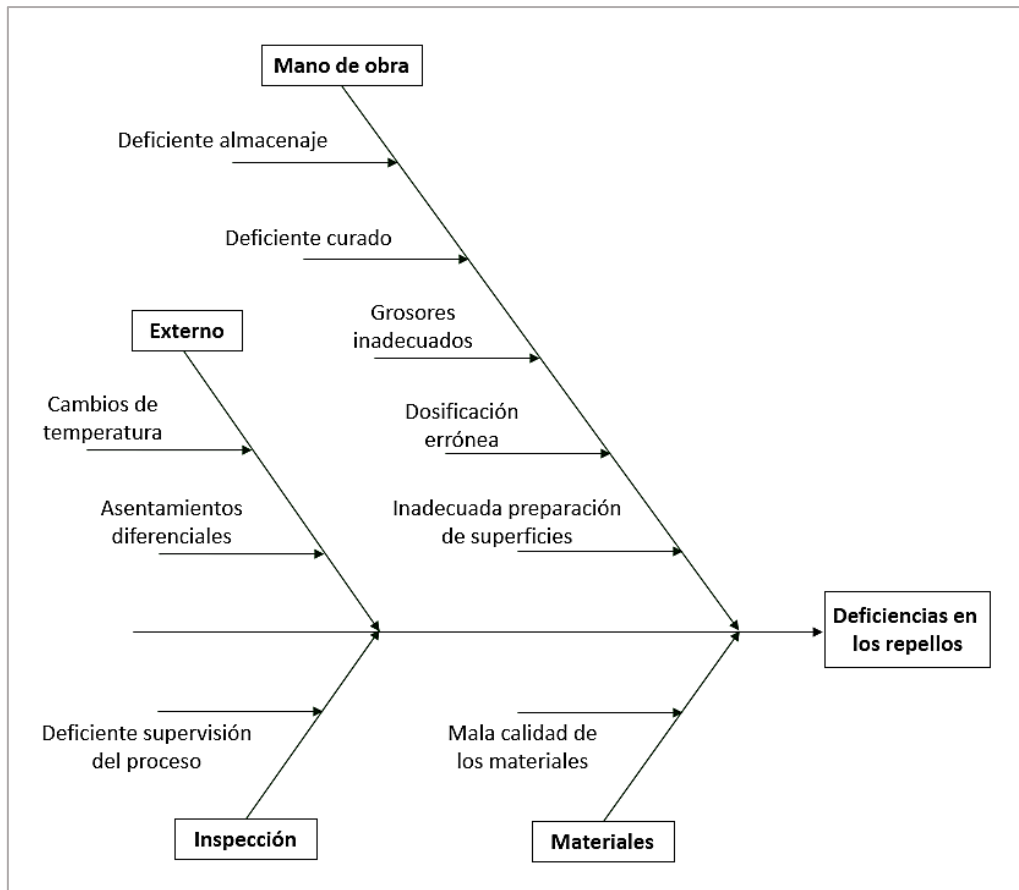 Mano de obra
Deficiente almacenaje
Deficiente curado
Grosores
inadecuados
Externo
Cambios de
temperatura
Dosificación
errónea
Asentamientos
diferenciales
Inadecuada preparación
de superficies
Deficiencias en
los repellos
Deficiente supervisión
del proceso
Mala calidad de
los materiales
Inspección
Materiales